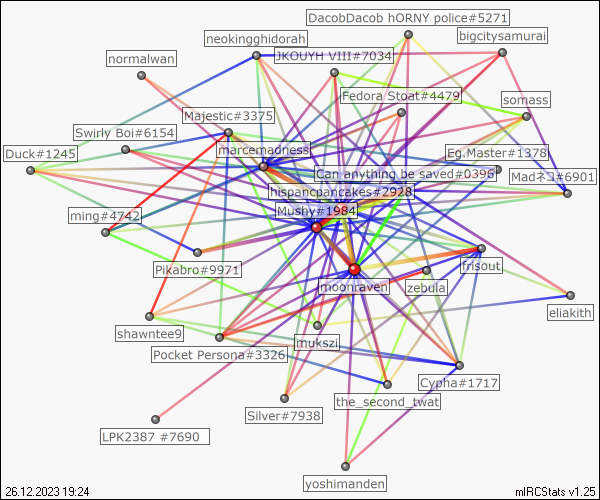 DacobDacob hORNY police#5271
neokingghidorah
bigcitysamurai
normalwan
JKOUYH VIII#7034
Fedora Stoat#4479
somass
Majestic#3375
Swirly Boi#6154
marcemadness
Duck#1245
Eg.Master#1378
Can anything be saved#0396
Madネコ#6901
hispancpancakes#2928
ming#4742
Mushy#1984
Pikabro#9971
frisout
moonraven
zebula
eliakith
shawntee9
mukszi
Pocket Persona#3326
Cypha#1717
the_second_twat
Silver#7938
LPK2387 #7690
yoshimanden
26.12.2023 19:24
mIRCStats v1.25